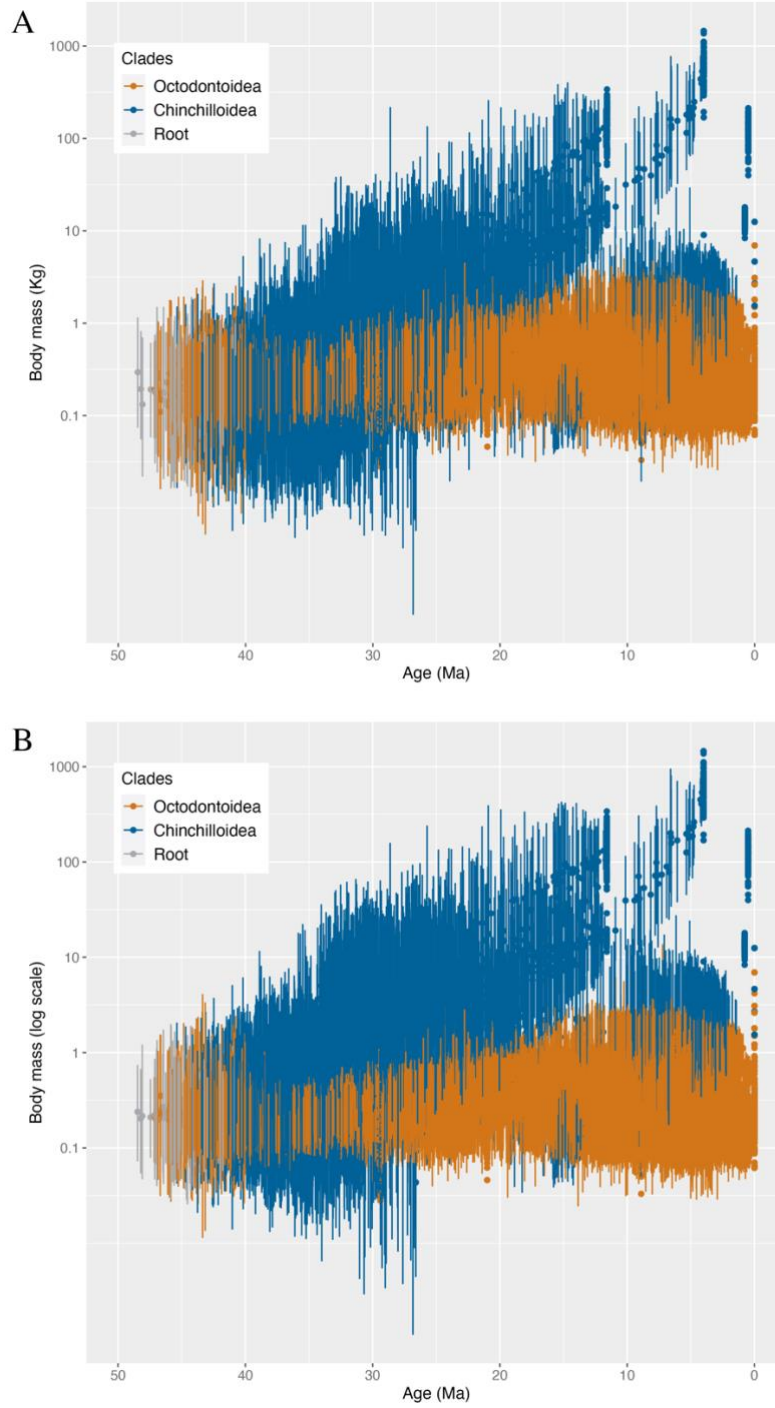 A
Clades
Octodontoidea
Chinchilloidea
Root
1000
100
10
1
0.1
Body mass (Kg)
50 40 30 20 10 0
Age (Ma)
B
Clades
Octodontoidea
Chinchilloidea
Root
1000
100
10
1
0.1
Body mass (log scale)
50 40 30 20 10 0
Age (Ma)